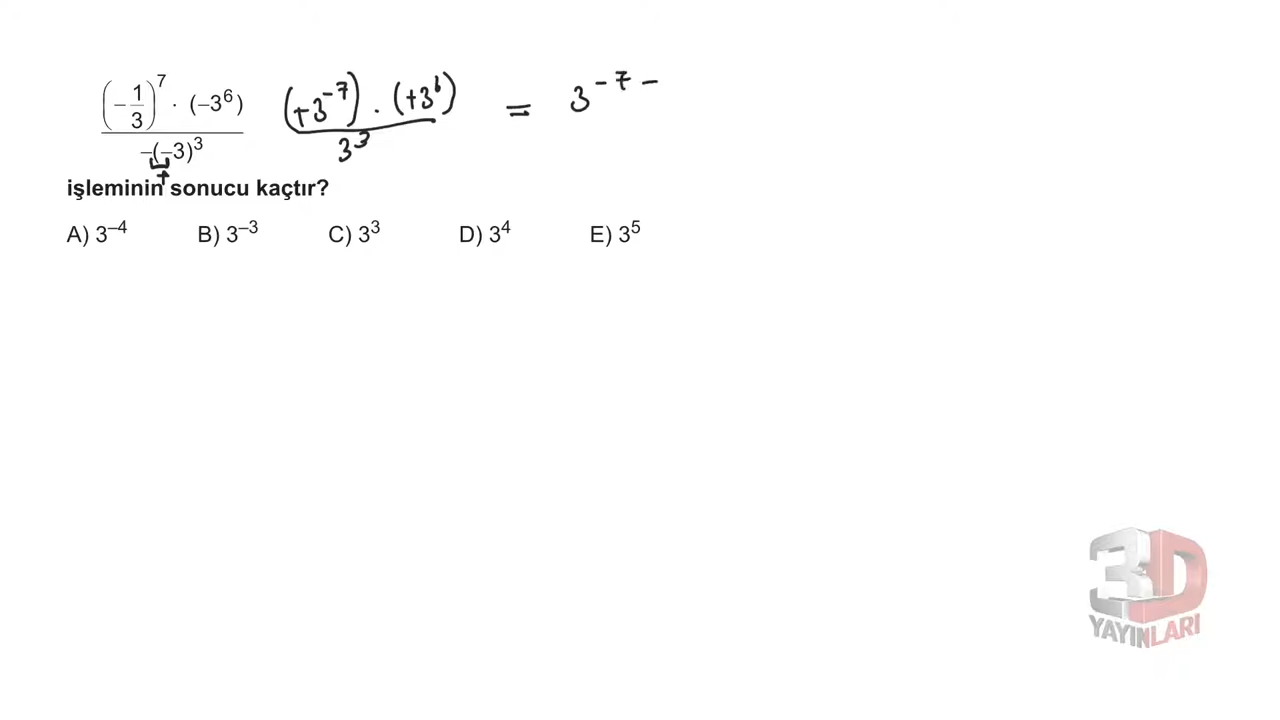 (-1/3)^7 · (-3^6) / -(-3)^3 (+3^-7) · (+3^6) / 3^3 = 3^-7-
+
işleminin sonucu kaçtır?
A) 3^-4 B) 3^-3 C) 3^3 D) 3^4 E) 3^5
3D
YAYINLARI